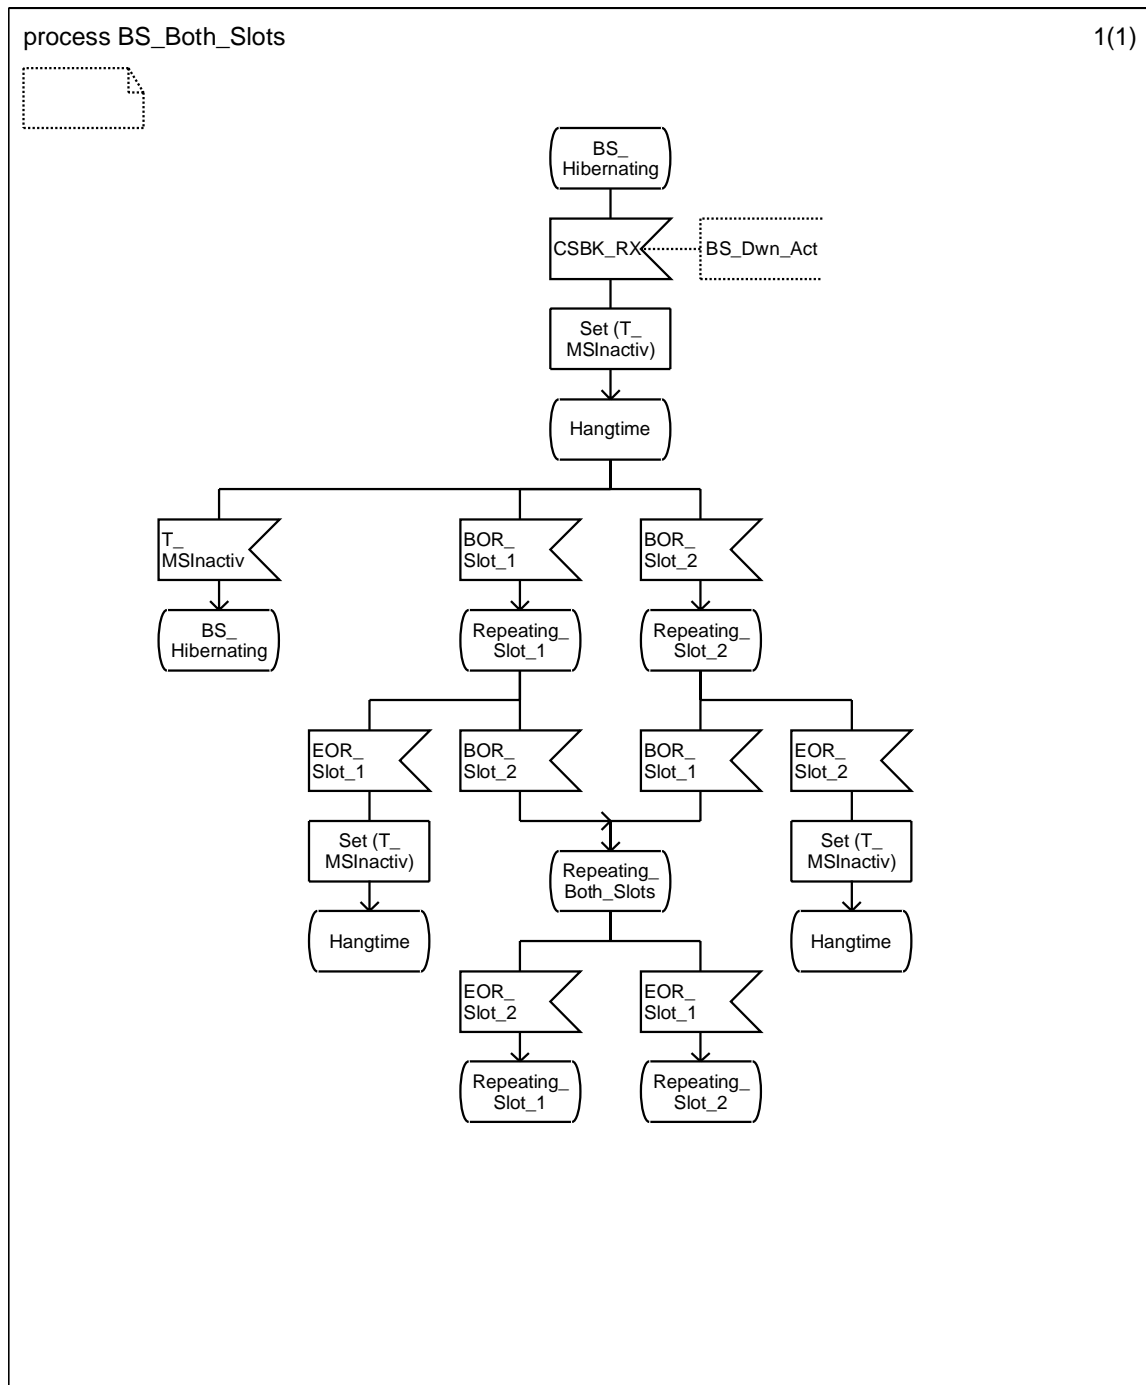 process BS_Both_Slots
1(1)
BS_
Hibernating
CSBK_RX
BS_Dwn_Act
Set (T_
MSInactiv)
Hangtime
T_
MSInactiv
BOR_
Slot_1
BOR_
Slot_2
BS_
Hibernating
Repeating_
Slot_1
Repeating_
Slot_2
EOR_
Slot_1
BOR_
Slot_2
BOR_
Slot_1
EOR_
Slot_2
Set (T_
MSInactiv)
Repeating_
Both_Slots
Set (T_
MSInactiv)
Hangtime
Hangtime
EOR_
Slot_2
EOR_
Slot_1
Repeating_
Slot_1
Repeating_
Slot_2